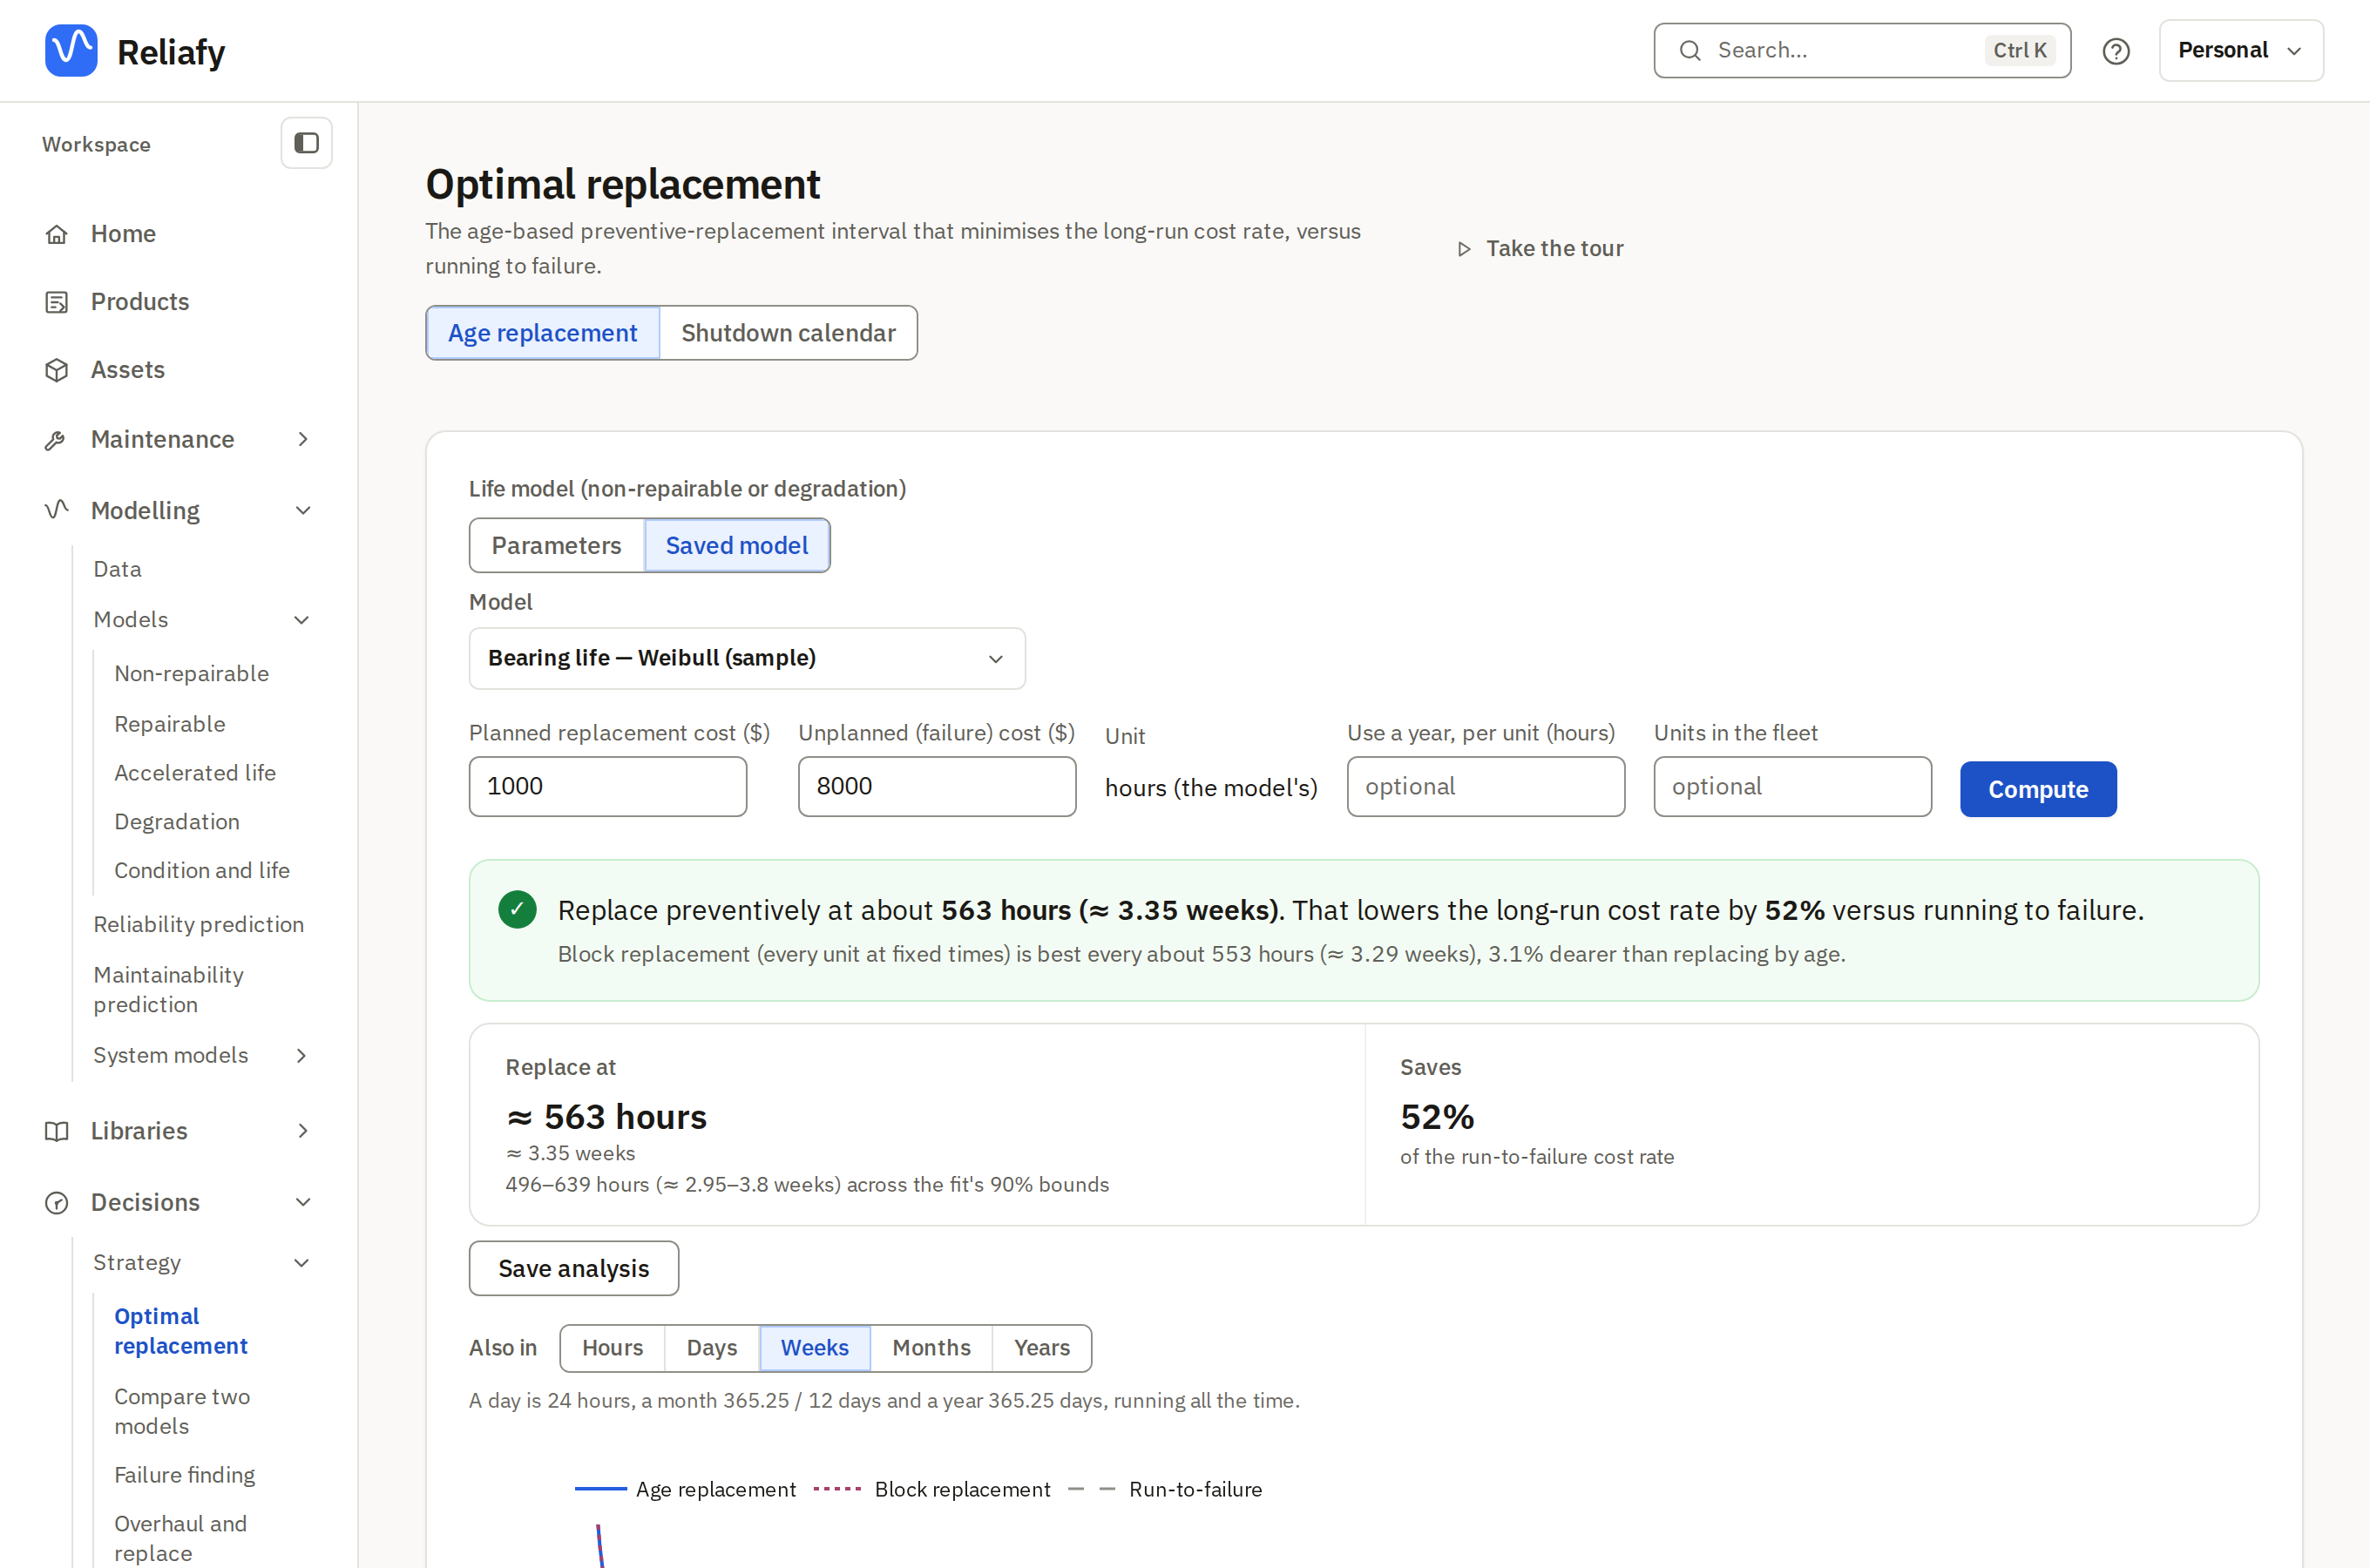 Reliafy
Search...
Ctrl K
Personal
Workspace
Home
Products
Assets
Maintenance
Modelling
Data
Models
Non-repairable
Repairable
Accelerated life
Degradation
Condition and life
Reliability prediction
Maintainability
prediction
System models
Libraries
Decisions
Strategy
Optimal
replacement
Compare two
models
Failure finding
Overhaul and
replace
Optimal replacement
The age-based preventive-replacement interval that minimises the long-run cost rate, versus
running to failure.
Take the tour
Age replacement
Shutdown calendar
Life model (non-repairable or degradation)
Parameters
Saved model
Model
Bearing life — Weibull (sample)
Planned replacement cost ($)
1000
Unplanned (failure) cost ($)
8000
Unit
hours (the model's)
Use a year, per unit (hours)
optional
Units in the fleet
optional
Compute
Replace preventively at about 563 hours (≈ 3.35 weeks). That lowers the long-run cost rate by 52% versus running to failure.
Block replacement (every unit at fixed times) is best every about 553 hours (≈ 3.29 weeks), 3.1% dearer than replacing by age.
Replace at
≈ 563 hours
≈ 3.35 weeks
496–639 hours (≈ 2.95–3.8 weeks) across the fit's 90% bounds
Saves
52%
of the run-to-failure cost rate
Save analysis
Also in
Hours
Days
Weeks
Months
Years
A day is 24 hours, a month 365.25 / 12 days and a year 365.25 days, running all the time.
Age replacement
Block replacement
Run-to-failure